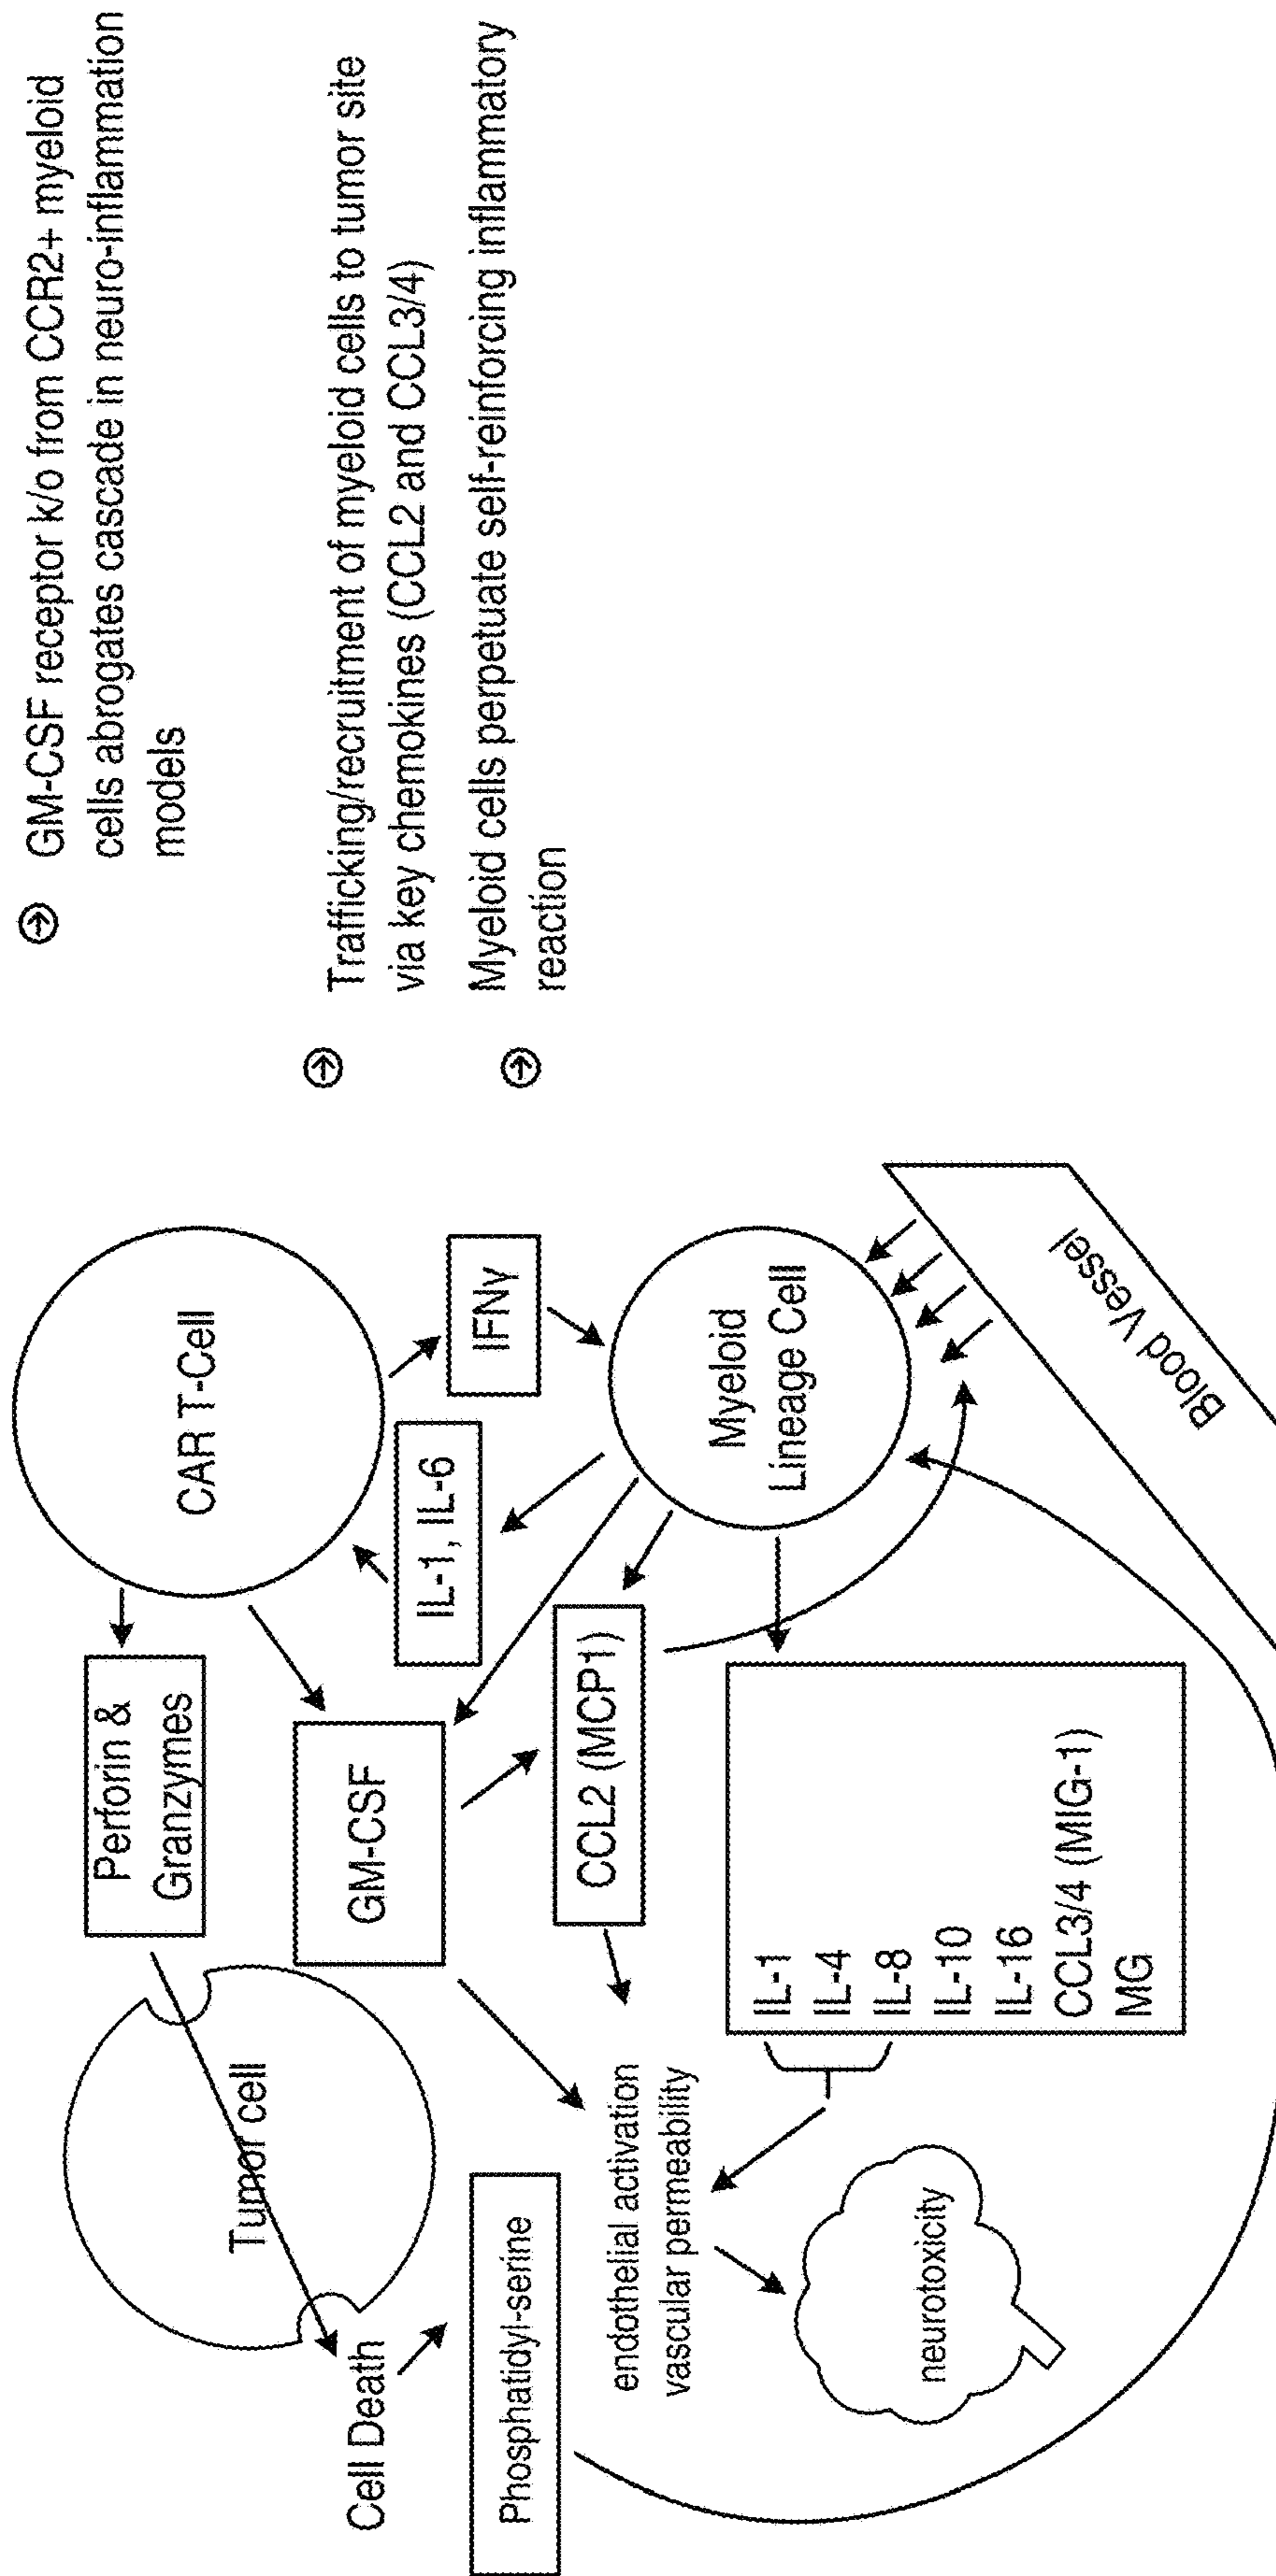 CAR T-Cell
Perforin &
Granzymes
Tumor cell
Cell Death
GM-CSF
IL-1, IL-6
IFNγ
Phosphatidyl-serine
CCL2 (MCP1)
Myeloid
Lineage Cell
endothelial activation
vascular permeability
IL-1
IL-4
IL-8
IL-10
IL-16
CCL3/4 (MIG-1)
MG
neurotoxicity
Blood Vessel
GM-CSF receptor k/o from CCR2+ myeloid
cells abrogates cascade in neuro-inflammation
models
Trafficking/recruitment of myeloid cells to tumor site
via key chemokines (CCL2 and CCL3/4)
Myeloid cells perpetuate self-reinforcing inflammatory
reaction